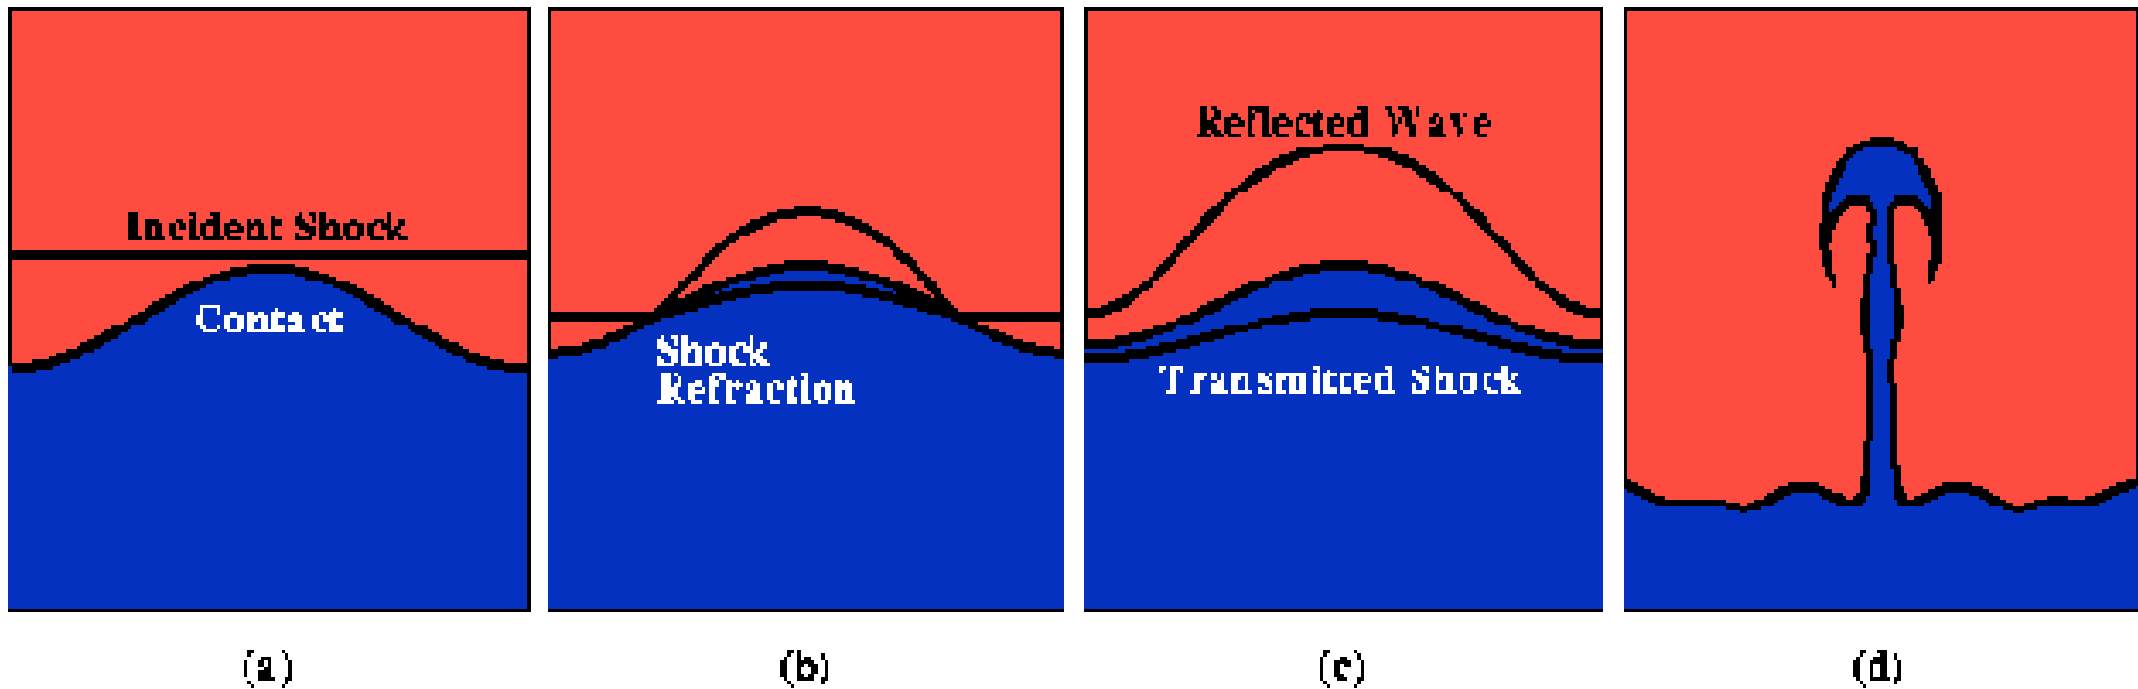 Incident Shock
Contact
(a)
Shock
Refraction
(b)
Reflected Wave
Transmitted Shock
(c)
(d)